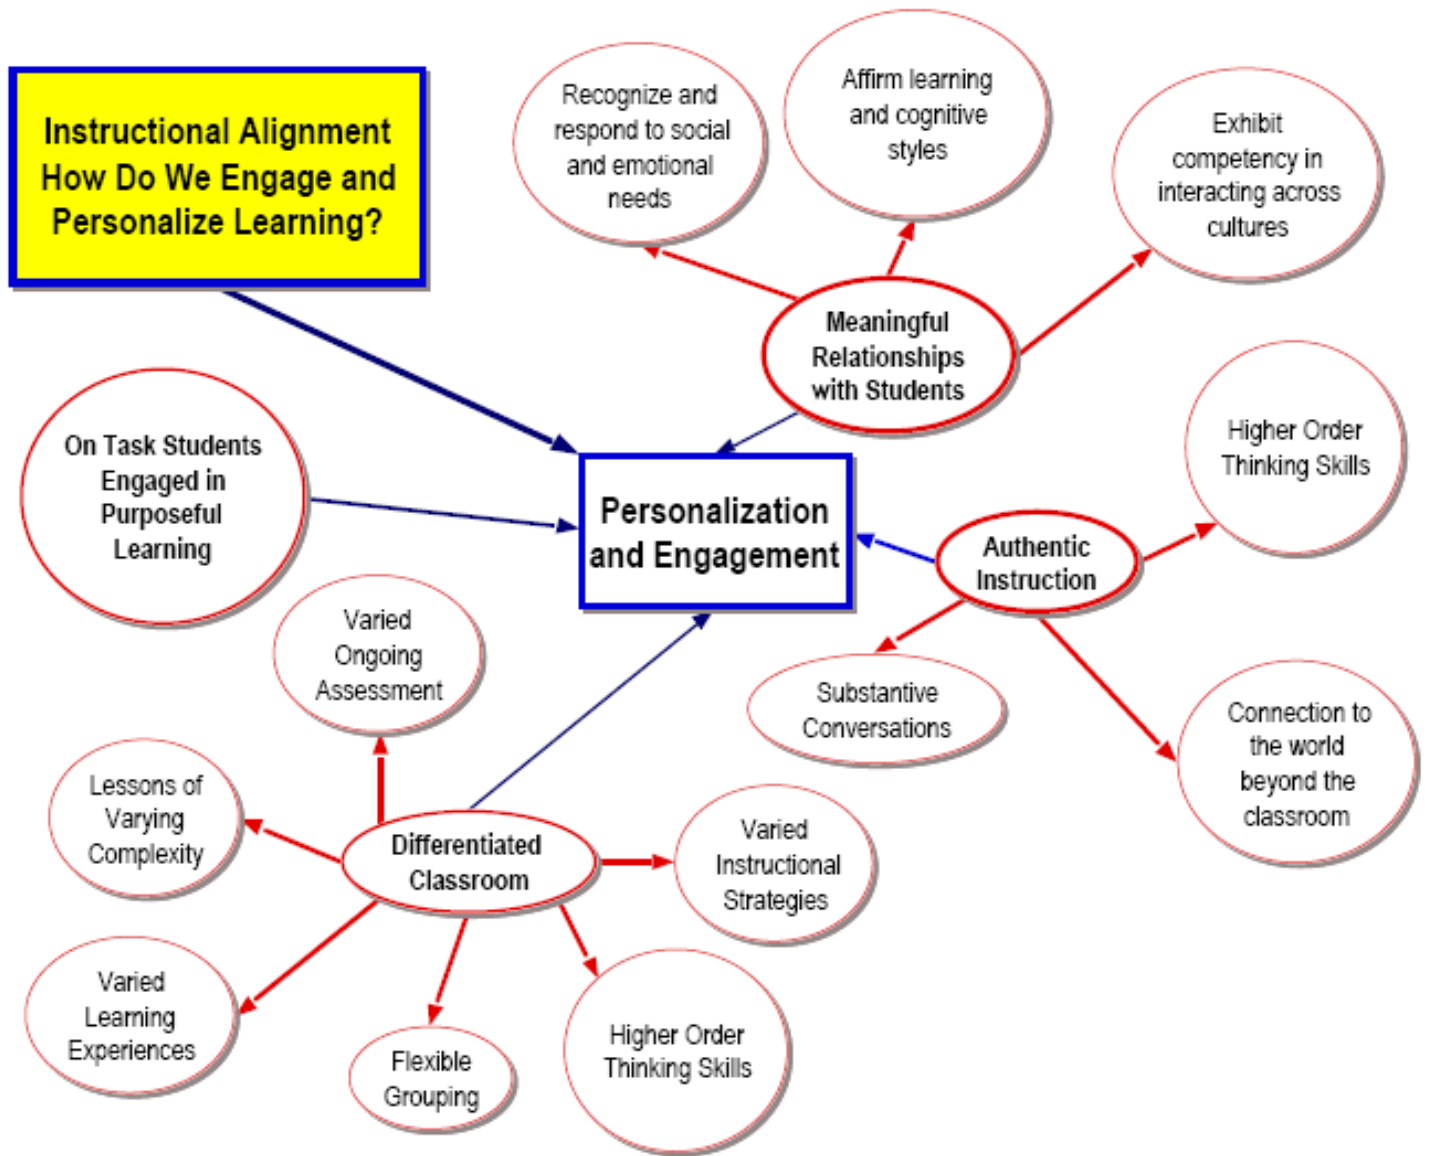 Instructional Alignment
How Do We Engage and
Personalize Learning?
Recognize and
respond to social
and emotional
needs
Affirm learning
and cognitive
styles
Exhibit
competency in
interacting across
cultures
Meaningful
Relationships
with Students
On Task Students
Engaged in
Purposeful
Learning
Personalization
and Engagement
Higher Order
Thinking Skills
Authentic
Instruction
Substantive
Conversations
Connection to
the world
beyond the
classroom
Varied
Ongoing
Assessment
Lessons of
Varying
Complexity
Differentiated
Classroom
Varied
Instructional
Strategies
Varied
Learning
Experiences
Flexible
Grouping
Higher Order
Thinking Skills